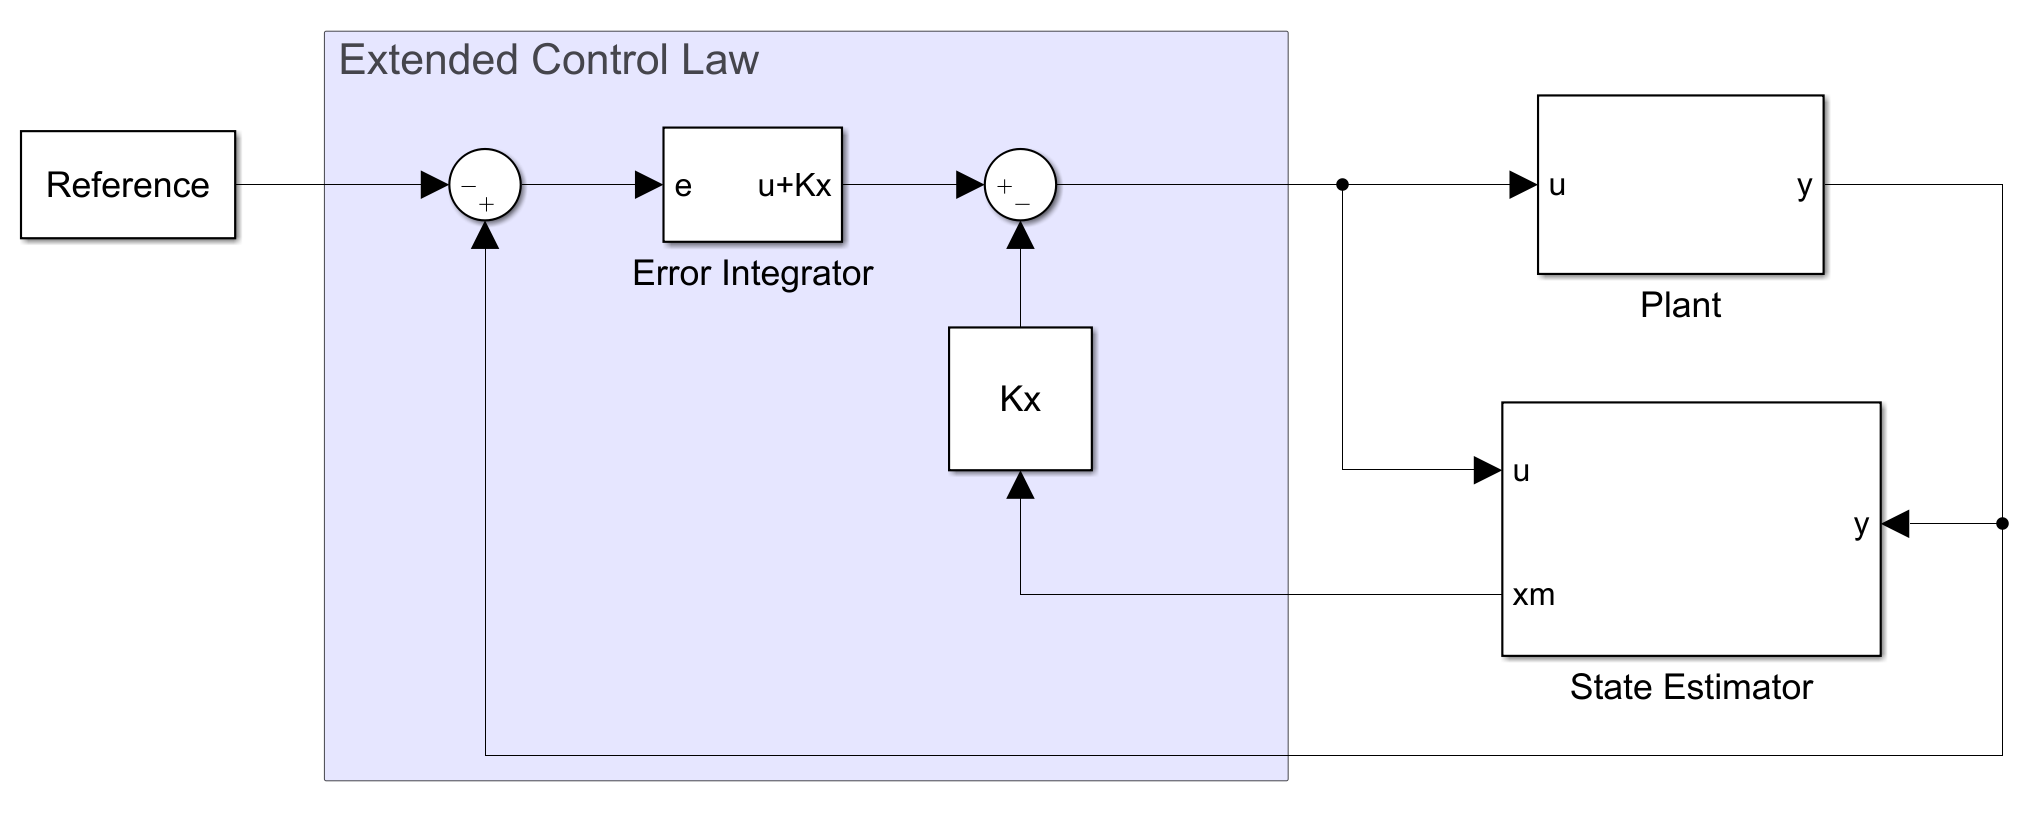 Extended Control Law
Reference
−
+
e
u+Kx
Error Integrator
+
−
Kx
u
y
Plant
u
y
xm
State Estimator